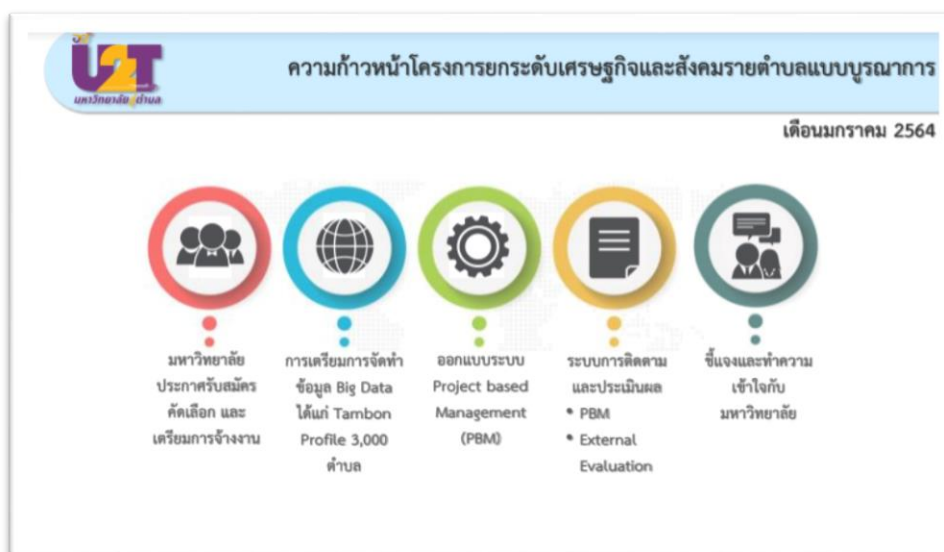 U2T
มหาวิทยาลัยสู่ตำบล
ความก้าวหน้าโครงการยกระดับเศรษฐกิจและสังคมรายตำบลแบบบูรณาการ
เดือนมกราคม 2564
มหาวิทยาลัย
ประกาศรับสมัคร
คัดเลือก และ
เตรียมการจ้างงาน
การเตรียมการจัดทำ
ข้อมูล Big Data
ได้แก่ Tambon
Profile 3,000
ตำบล
ออกแบบระบบ
Project based
Management
(PBM)
ระบบการติดตาม
และประเมินผล
• PBM
• External
Evaluation
ชี้แจงและทำความ
เข้าใจกับ
มหาวิทยาลัย